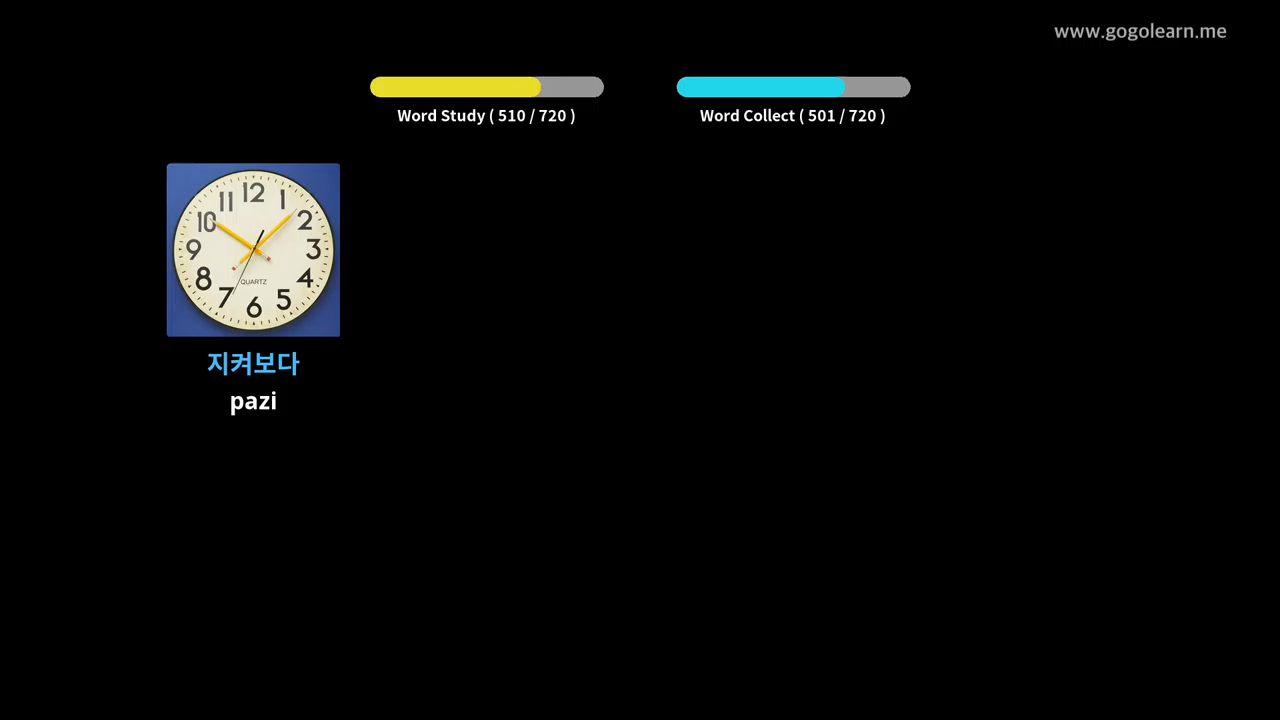 www.gogolearn.me
Word Study ( 510 / 720 )
Word Collect ( 501 / 720 )
12
11
1
10
2
9
3
8
4
QUARTZ
7
5
6
지켜보다
pazi